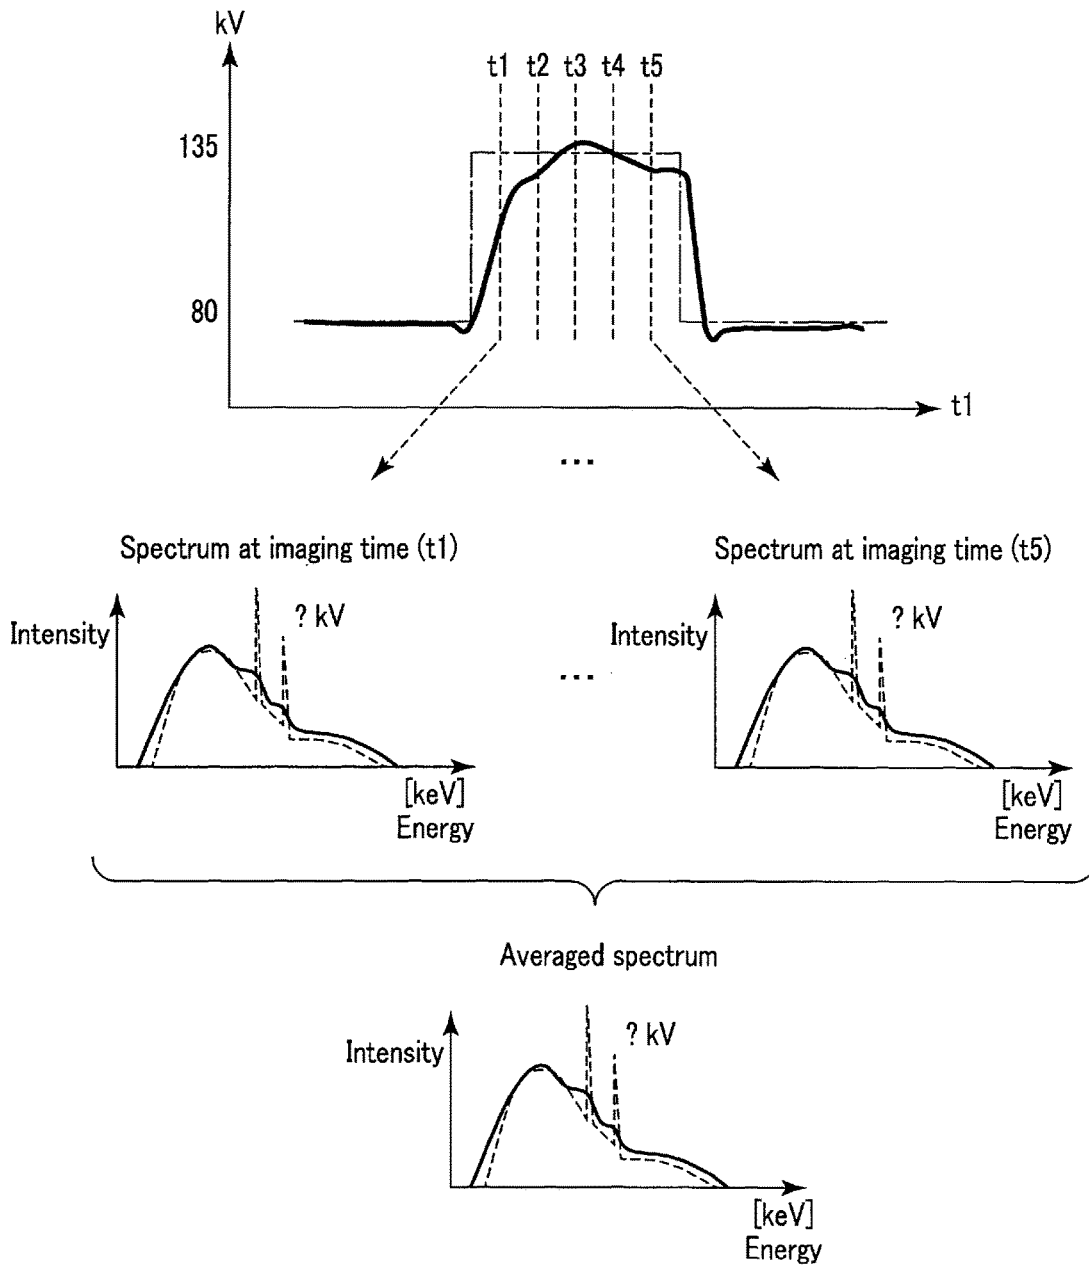 kV
t1 t2 t3 t4 t5
135
80
t1
...
Spectrum at imaging time (t1)
Spectrum at imaging time (t5)
Intensity
? kV
...
Intensity
? kV
[keV]
Energy
[keV]
Energy
Averaged spectrum
Intensity
? kV
[keV]
Energy